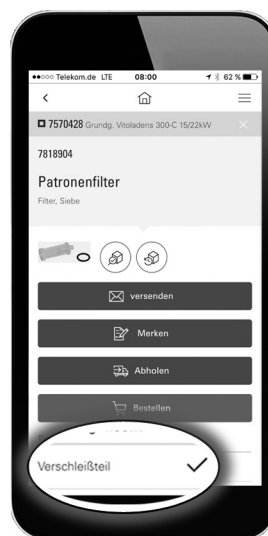 Telekom.de LTE 08:00 62 %
7570428 Grundg. Vitoladens 300-C 15/22kW
7818904
Patronenfilter
Filter, Siebe
versenden
Merken
Abholen
Bestellen
Verschleißteil